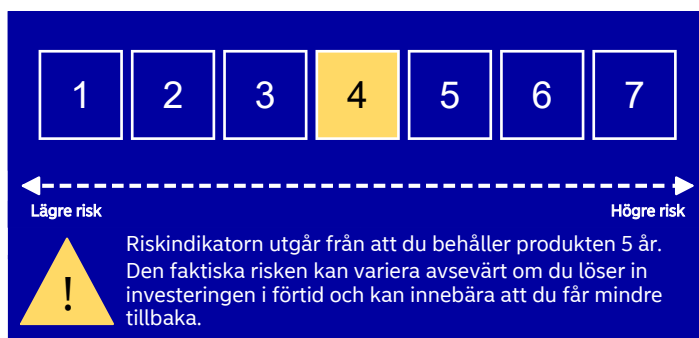 1 2 3 4 5 6 7
Lägre risk Högre risk
Riskindikatorn utgår från att du behåller produkten 5 år.
Den faktiska risken kan variera avsevärt om du löser in
investeringen i förtid och kan innebära att du får mindre
tillbaka.
!